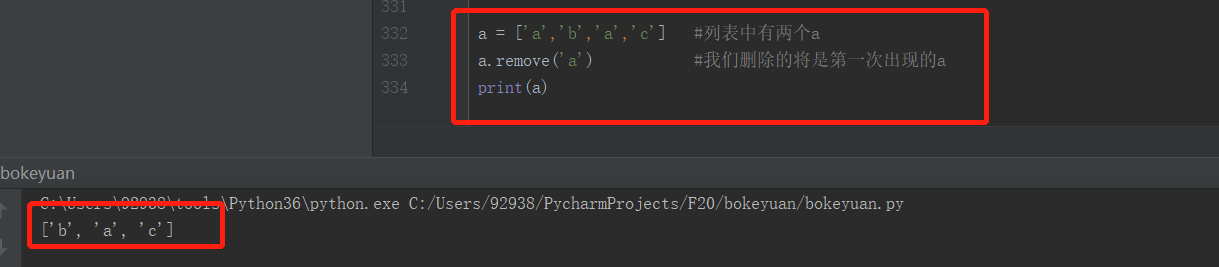 331
332 a = ['a','b','a','c'] #列表中有两个a
333 a.remove('a') #我们删除的将是第一次出现的a
334 print(a)
bokeyuan
C:\Users\92938\tools\Python36\python.exe C:/Users/92938/PycharmProjects/F20/bokeyuan/bokeyuan.py
['b', 'a', 'c']